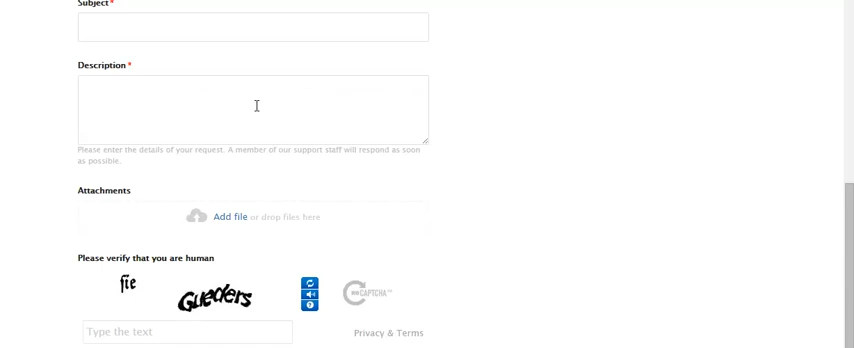 Subject*
Description *
Please enter the details of your request. A member of our support staff will respond as soon
as possible.
Attachments
Add file or drop files here
Please verify that you are human
fie Gueders
reCAPTCHA™
Type the text
Privacy & Terms